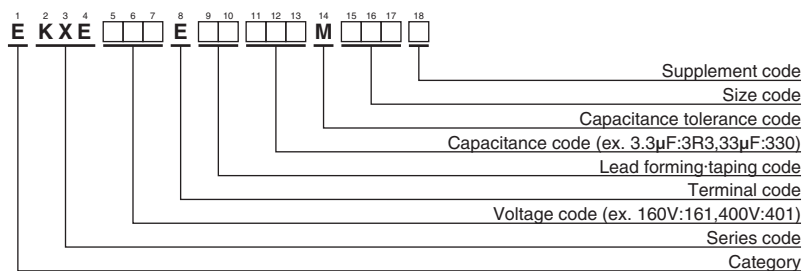 1 2 3 4 5 6 7 8 9 10 11 12 13 14 15 16 17 18
E K X E E M
Supplement code
Size code
Capacitance tolerance code
Capacitance code (ex. 3.3μF:3R3,33μF:330)
Lead forming·taping code
Terminal code
Voltage code (ex. 160V:161,400V:401)
Series code
Category